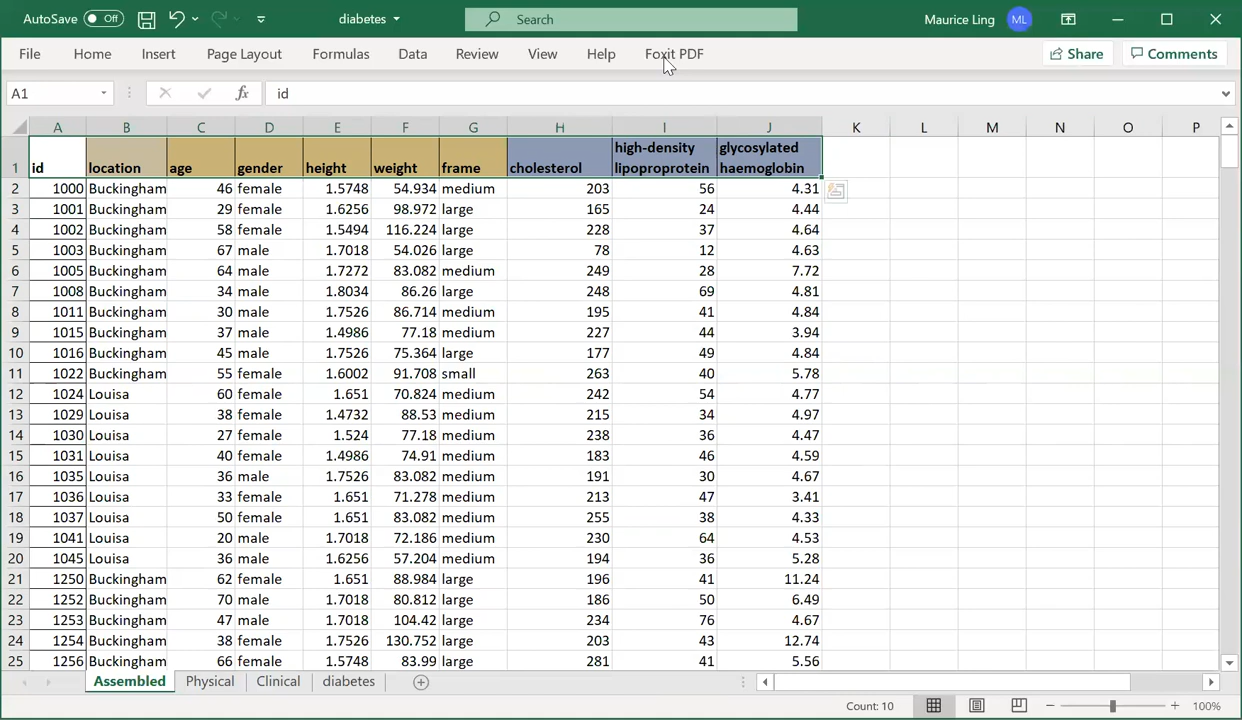 AutoSave Off diabetes Search Maurice Ling ML
File Home Insert Page Layout Formulas Data Review View Help Foxit PDF Share Comments
A1 fx id
A B C D E F G H I J K L M N O P
1 id location age gender height weight frame cholesterol high-density lipoproprotein glycosylated haemoglobin
2 1000 Buckingham 46 female 1.5748 54.934 medium 203 56 4.31
3 1001 Buckingham 29 female 1.6256 98.972 large 165 24 4.44
4 1002 Buckingham 58 female 1.5494 116.224 large 228 37 4.64
5 1003 Buckingham 67 male 1.7018 54.026 large 78 12 4.63
6 1005 Buckingham 64 male 1.7272 83.082 medium 249 28 7.72
7 1008 Buckingham 34 male 1.8034 86.26 large 248 69 4.81
8 1011 Buckingham 30 male 1.7526 86.714 medium 195 41 4.84
9 1015 Buckingham 37 male 1.4986 77.18 medium 227 44 3.94
10 1016 Buckingham 45 male 1.7526 75.364 large 177 49 4.84
11 1022 Buckingham 55 female 1.6002 91.708 small 263 40 5.78
12 1024 Louisa 60 female 1.651 70.824 medium 242 54 4.77
13 1029 Louisa 38 female 1.4732 88.53 medium 215 34 4.97
14 1030 Louisa 27 female 1.524 77.18 medium 238 36 4.47
15 1031 Louisa 40 female 1.4986 74.91 medium 183 46 4.59
16 1035 Louisa 36 male 1.7526 83.082 medium 191 30 4.67
17 1036 Louisa 33 female 1.651 71.278 medium 213 47 3.41
18 1037 Louisa 50 female 1.651 83.082 medium 255 38 4.33
19 1041 Louisa 20 male 1.7018 72.186 medium 230 64 4.53
20 1045 Louisa 36 male 1.6256 57.204 medium 194 36 5.28
21 1250 Buckingham 62 female 1.651 88.984 large 196 41 11.24
22 1252 Buckingham 70 male 1.7018 80.812 large 186 50 6.49
23 1253 Buckingham 47 male 1.7018 104.42 large 234 76 4.67
24 1254 Buckingham 38 female 1.7526 130.752 large 203 43 12.74
25 1256 Buckingham 66 female 1.5748 83.99 large 281 41 5.56
Assembled Physical Clinical diabetes
Count: 10 100%